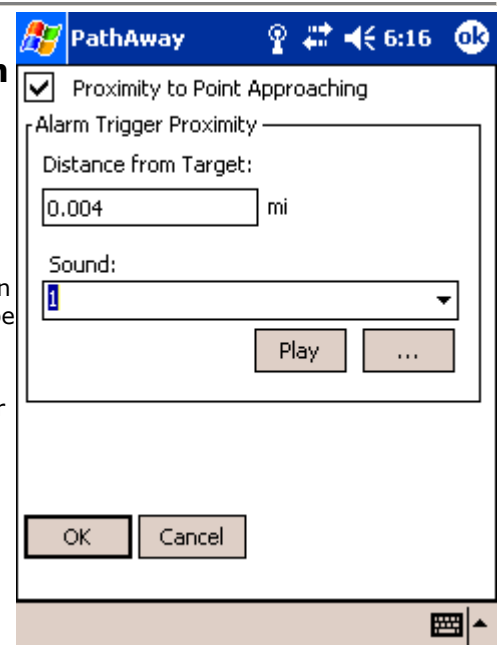 PathAway 6:16 ok
Proximity to Point Approaching
Alarm Trigger Proximity
Distance from Target:
0.004 mi
Sound:
1
Play ...
OK Cancel